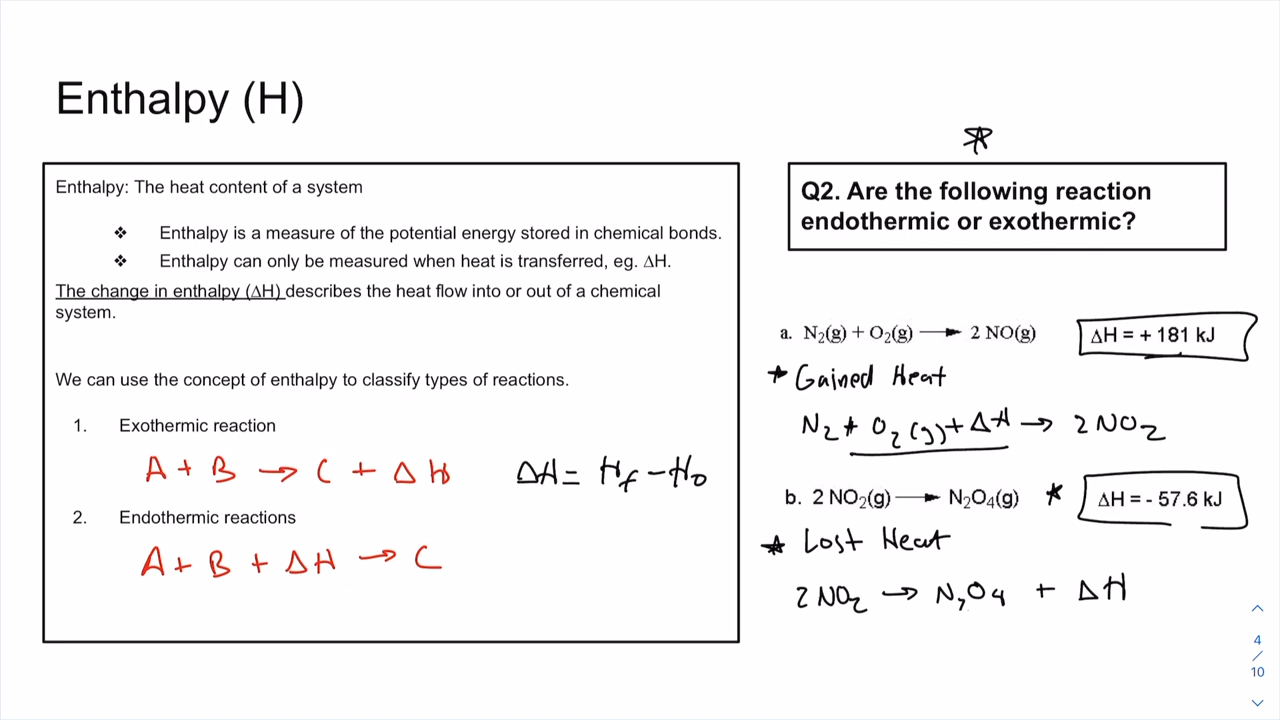 Enthalpy (H)
Enthalpy: The heat content of a system
❖ Enthalpy is a measure of the potential energy stored in chemical bonds.
❖ Enthalpy can only be measured when heat is transferred, eg. ΔH.
The change in enthalpy (ΔH) describes the heat flow into or out of a chemical
system.
We can use the concept of enthalpy to classify types of reactions.
1. Exothermic reaction
A + B → C + ΔH
ΔH = Hf - Ho
2. Endothermic reactions
A + B + ΔH → C
Q2. Are the following reaction
endothermic or exothermic?
a. N₂(g) + O₂(g) → 2 NO(g) ΔH = + 181 kJ
* Gained Heat
N₂ + O₂(g) + ΔH → 2NO₂
b. 2 NO₂(g) → N₂O₄(g) * ΔH = - 57.6 kJ
* Lost Heat
2NO₂ → N₂O₄ + ΔH
4
/
10